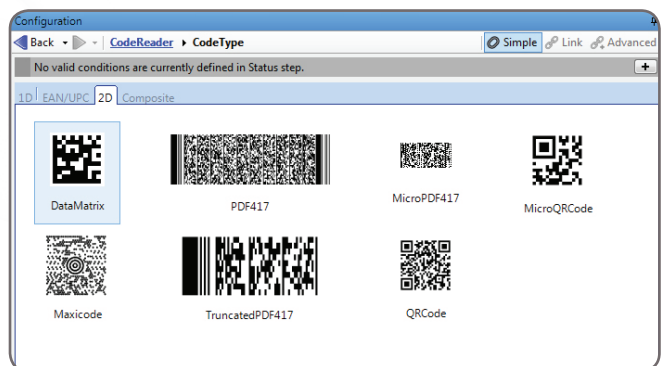 Configuration
Back CodeReader CodeType Simple Link Advanced
No valid conditions are currently defined in Status step.
1D EAN/UPC 2D Composite
DataMatrix PDF417 MicroPDF417 MicroQRCode
Maxicode TruncatedPDF417 QRCode